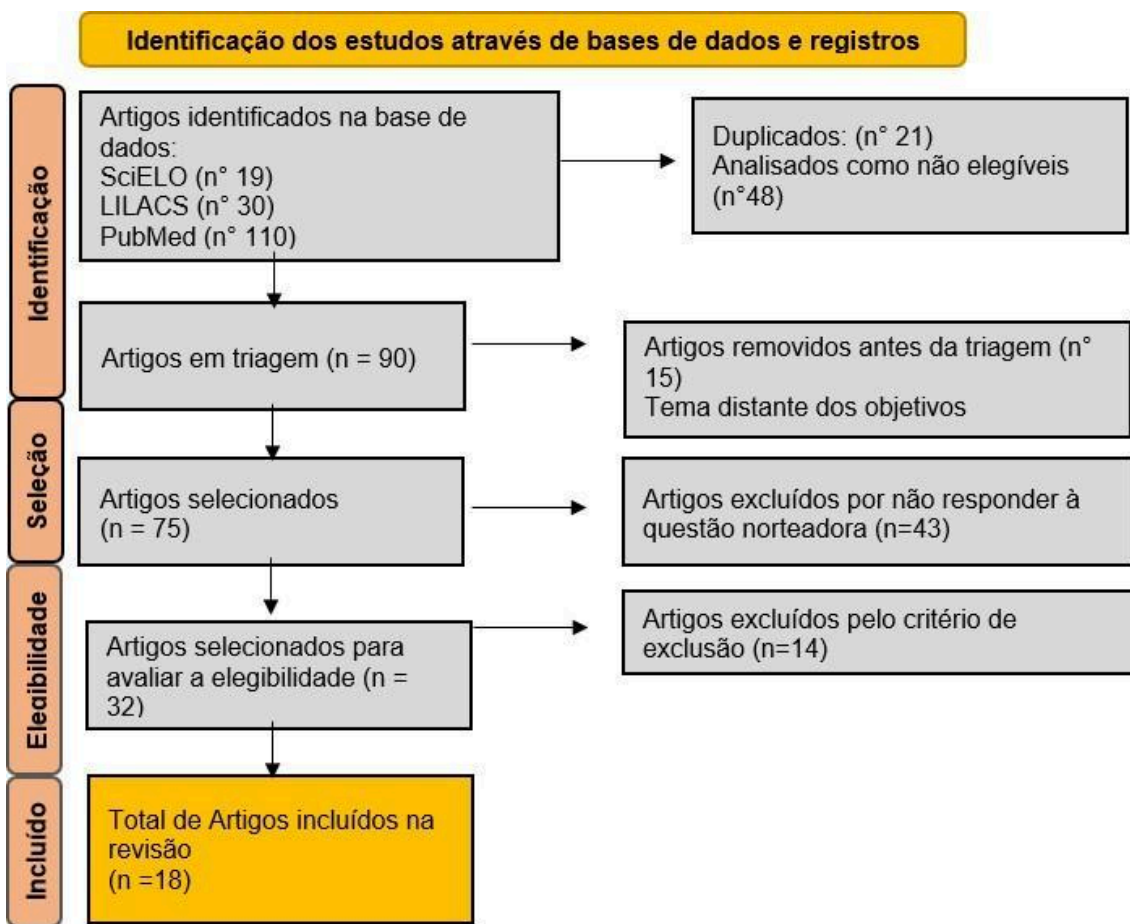 Identificação dos estudos através de bases de dados e registros
Identificação
Artigos identificados na base de
dados:
SciELO (n° 19)
LILACS (n° 30)
PubMed (n° 110)
Duplicados: (n° 21)
Analisados como não elegíveis
(n°48)
Artigos em triagem (n = 90)
Artigos removidos antes da triagem (n°
15)
Tema distante dos objetivos
Seleção
Artigos selecionados
(n = 75)
Artigos excluídos por não responder à
questão norteadora (n=43)
Elegibilidade
Artigos selecionados para
avaliar a elegibilidade (n =
32)
Artigos excluídos pelo critério de
exclusão (n=14)
Incluído
Total de Artigos incluídos na
revisão
(n =18)